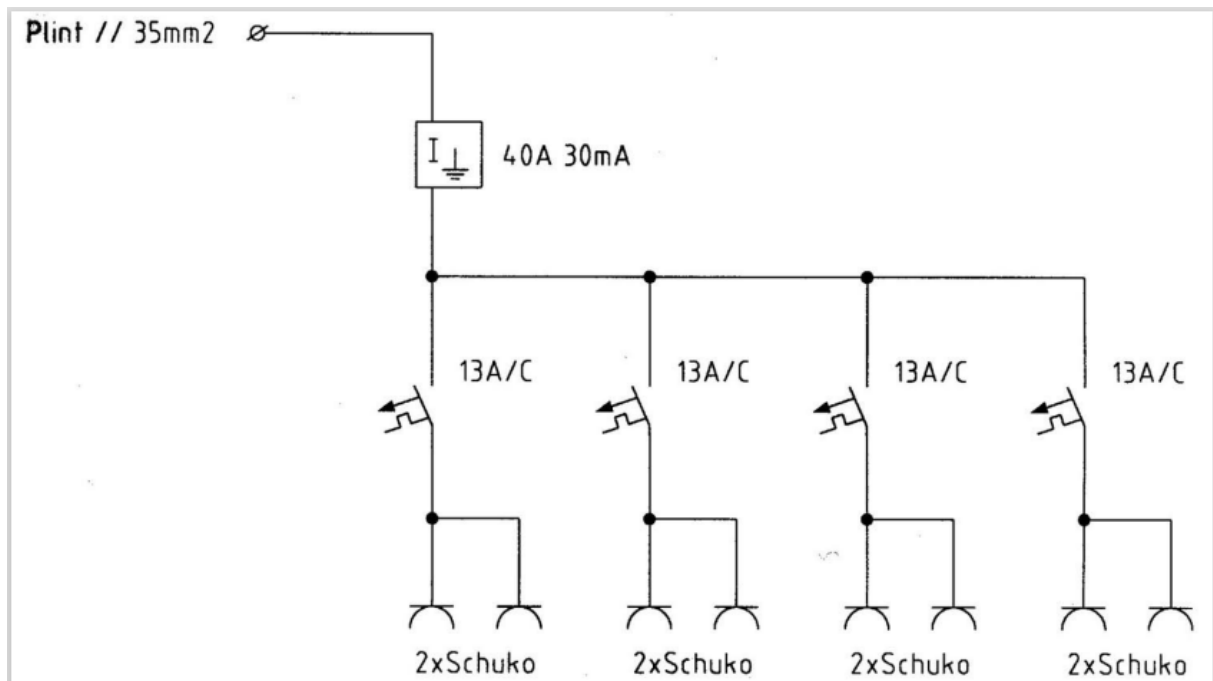 Plint // 35mm2
I
40A 30mA
13A/C 13A/C 13A/C 13A/C
2xSchuko 2xSchuko 2xSchuko 2xSchuko